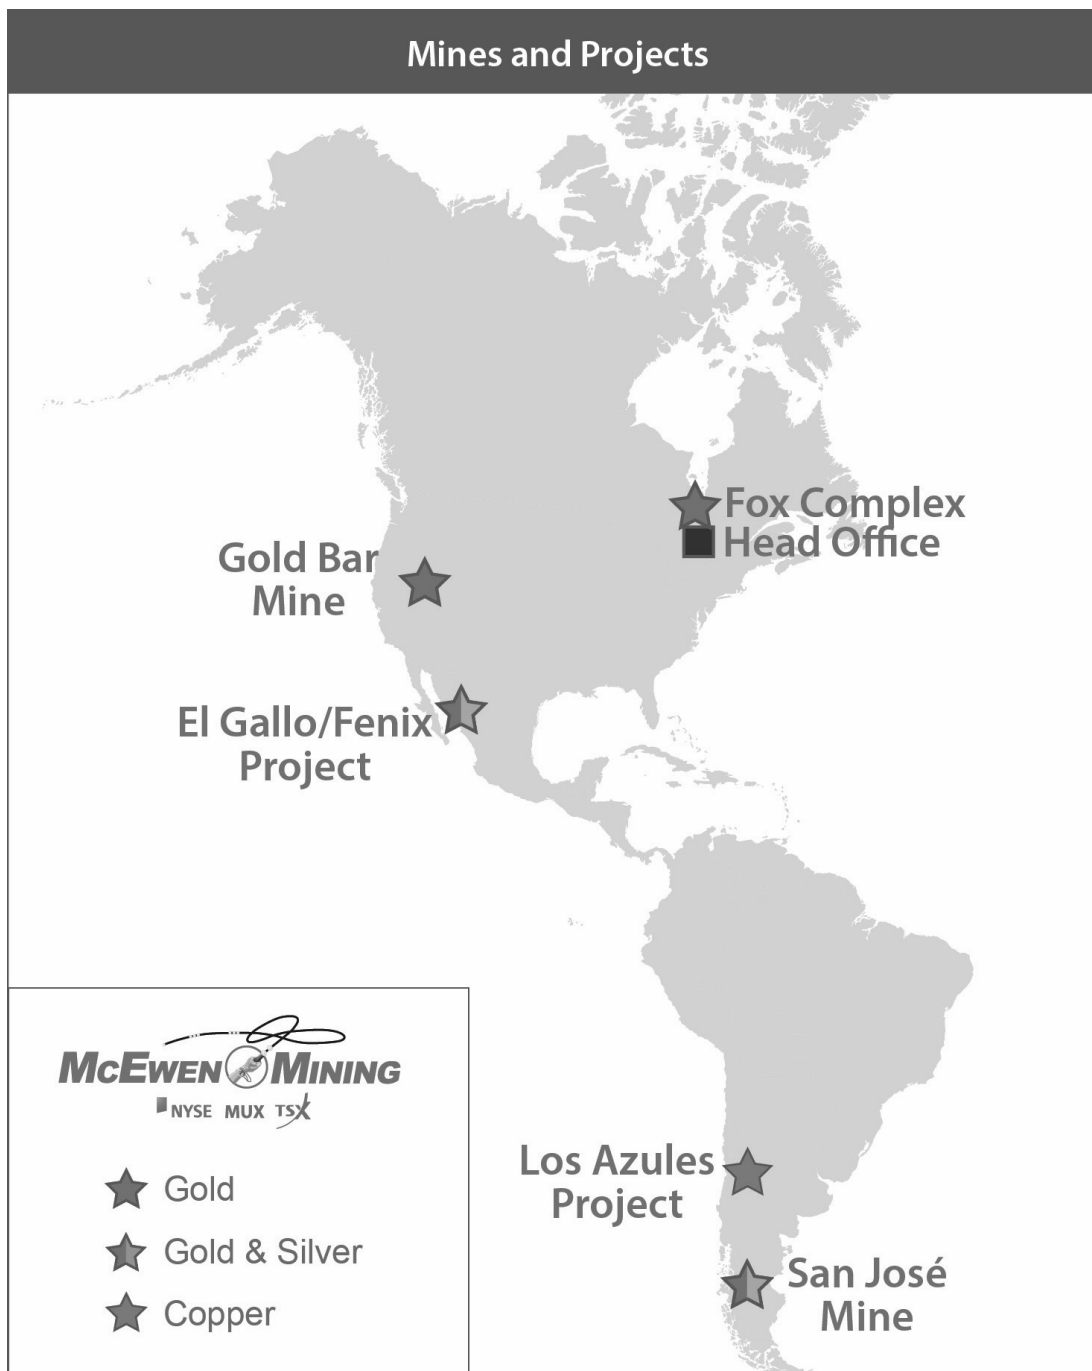 Mines and Projects
Fox Complex
Head Office
Gold Bar
Mine
El Gallo/Fenix
Project
Los Azules
Project
San José
Mine
McEWEN MINING
NYSE MUX TSX
Gold
Gold & Silver
Copper